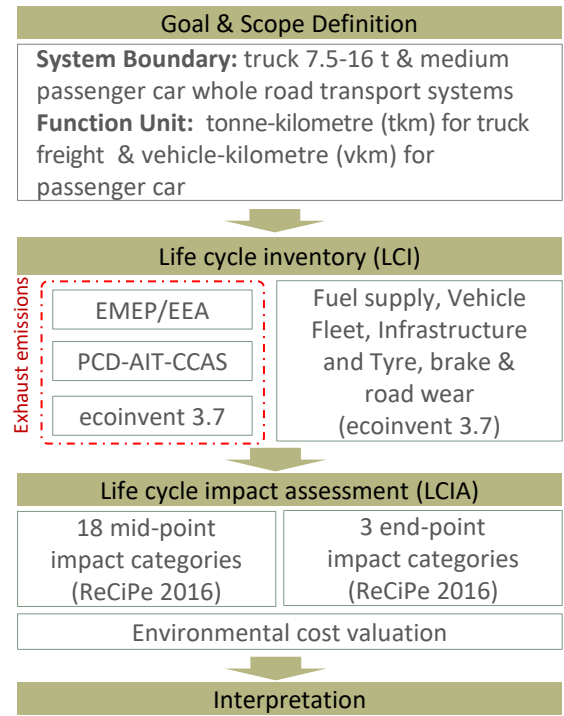 Goal & Scope Definition
System Boundary: truck 7.5-16 t & medium
passenger car whole road transport systems
Function Unit: tonne-kilometre (tkm) for truck
freight & vehicle-kilometre (vkm) for
passenger car
Life cycle inventory (LCI)
Exhaust emissions
EMEP/EEA
PCD-AIT-CCAS
ecoinvent 3.7
Fuel supply, Vehicle
Fleet, Infrastructure
and Tyre, brake &
road wear
(ecoinvent 3.7)
Life cycle impact assessment (LCIA)
18 mid-point
impact categories
(ReCiPe 2016)
3 end-point
impact categories
(ReCiPe 2016)
Environmental cost valuation
Interpretation